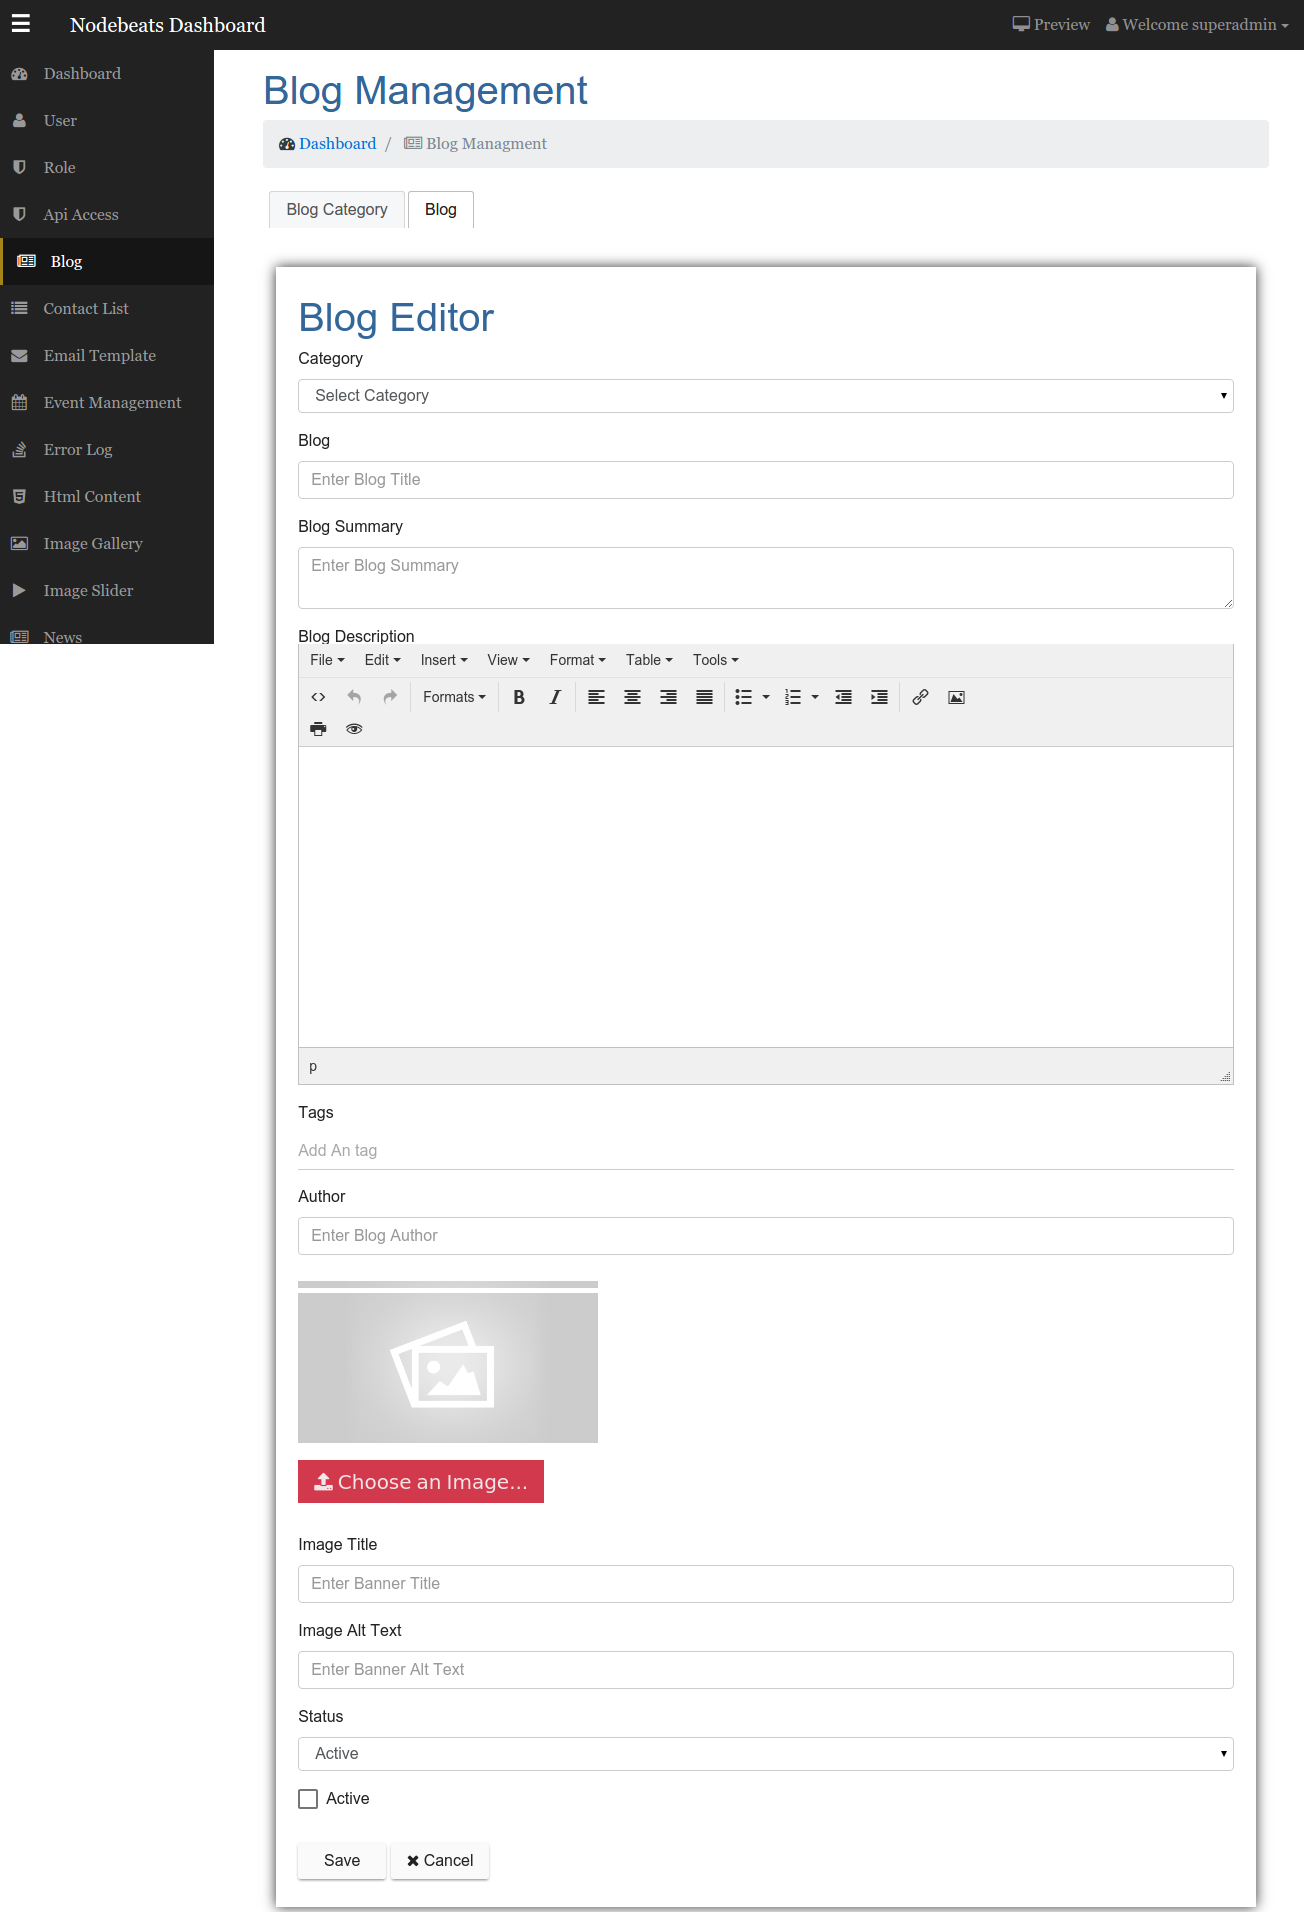 Nodebeats Dashboard
Preview
Welcome superadmin
Dashboard
User
Role
Api Access
Blog
Contact List
Email Template
Event Management
Error Log
Html Content
Image Gallery
Image Slider
News
Blog Management
Dashboard / Blog Managment
Blog Category
Blog
Blog Editor
Category
Select Category
Blog
Enter Blog Title
Blog Summary
Enter Blog Summary
Blog Description
File Edit Insert View Format Table Tools
Formats B I
p
Tags
Add An tag
Author
Enter Blog Author
Choose an Image...
Image Title
Enter Banner Title
Image Alt Text
Enter Banner Alt Text
Status
Active
Active
Save
Cancel